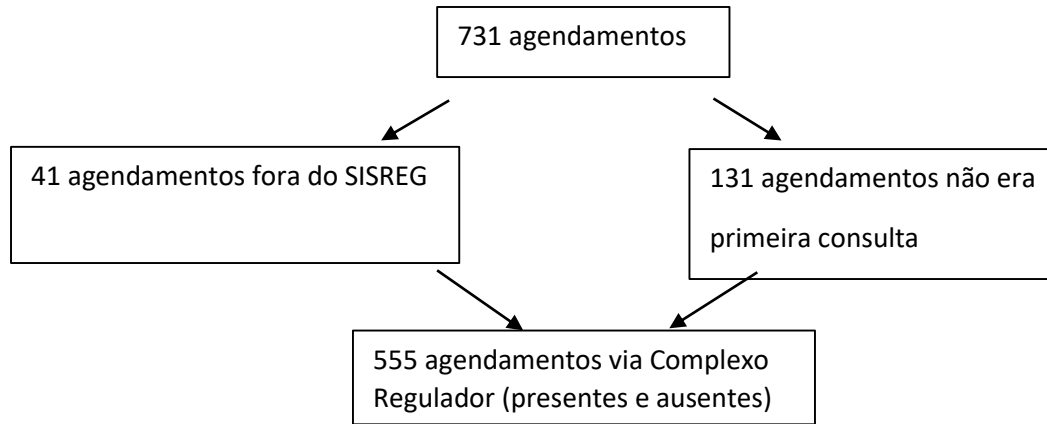 731 agendamentos
41 agendamentos fora do SISREG
131 agendamentos não era
primeira consulta
555 agendamentos via Complexo
Regulador (presentes e ausentes)